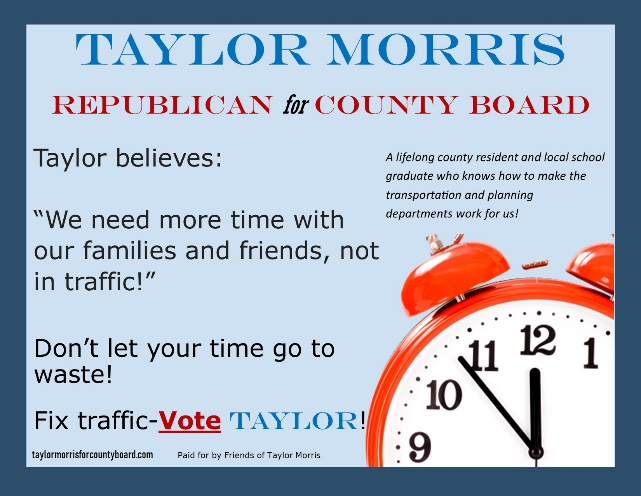 TAYLOR MORRIS
REPUBLICAN for COUNTY BOARD
Taylor believes:
“We need more time with
our families and friends, not
in traffic!”
Don’t let your time go to
waste!
Fix traffic-Vote TAYLOR!
taylormorrisforcountyboard.com
Paid for by Friends of Taylor Morris
A lifelong county resident and local school
graduate who knows how to make the
transportation and planning
departments work for us!
11 12 1
10
9